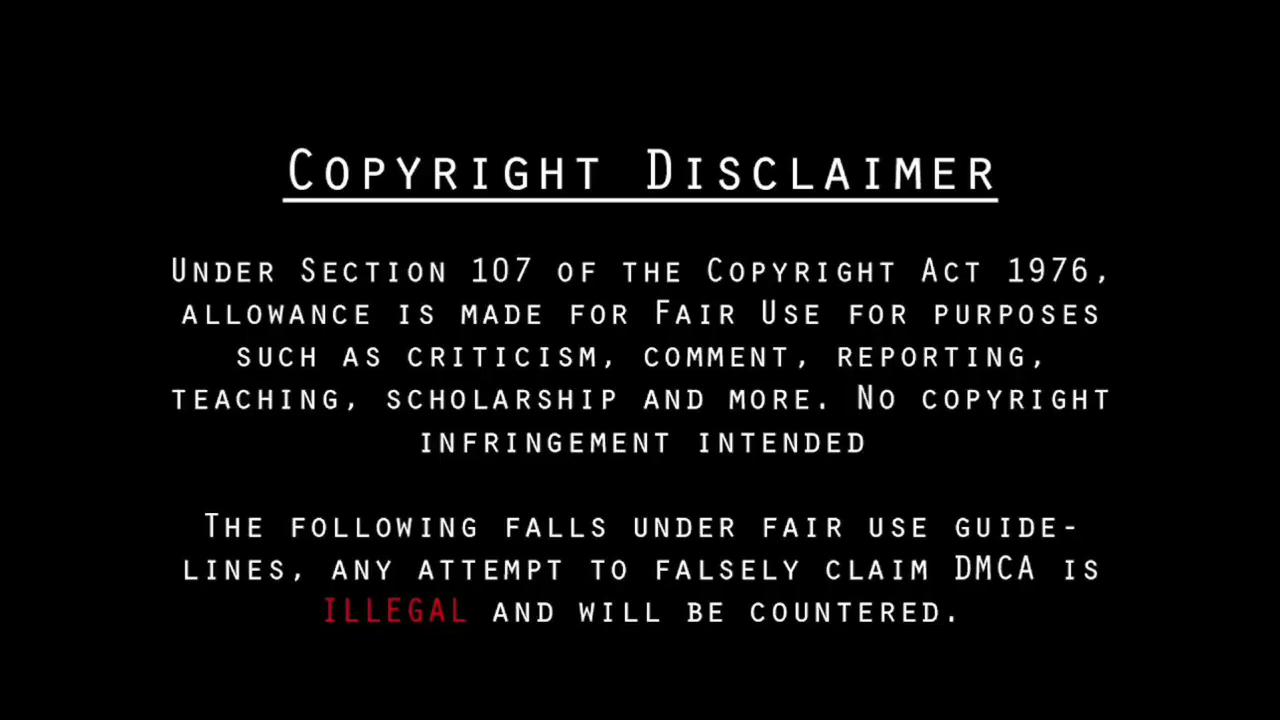 Copyright Disclaimer
Under Section 107 of the Copyright Act 1976,
allowance is made for Fair Use for purposes
such as criticism, comment, reporting,
teaching, scholarship and more. No copyright
infringement intended
The following falls under fair use guide-
lines, any attempt to falsely claim DMCA is
ILLEGAL and will be countered.